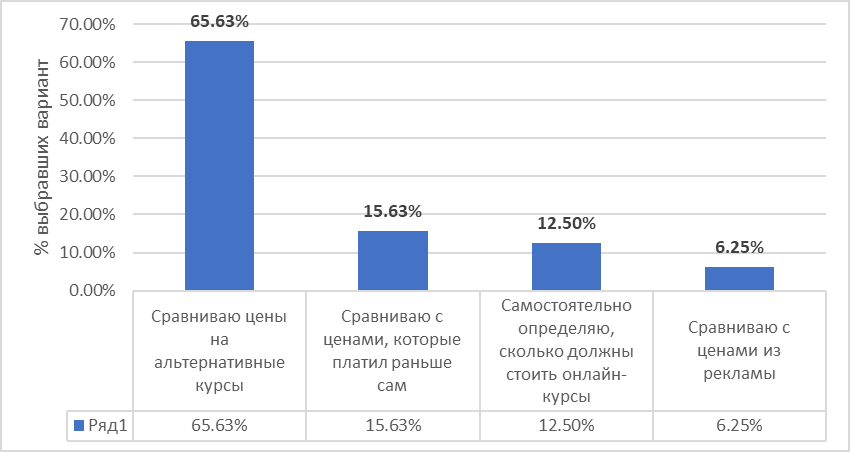 70.00%
60.00%
50.00%
40.00%
30.00%
20.00%
10.00%
0.00%
% выбравших вариант
65.63%
15.63%
12.50%
6.25%
Сравниваю цены
на
альтернативные
курсы
Сравниваю с
ценами, которые
платил раньше
сам
Самостоятельно
определяю,
сколько должны
стоить онлайн-
курсы
Сравниваю с
ценами из
рекламы
Ряд1 65.63% 15.63% 12.50% 6.25%